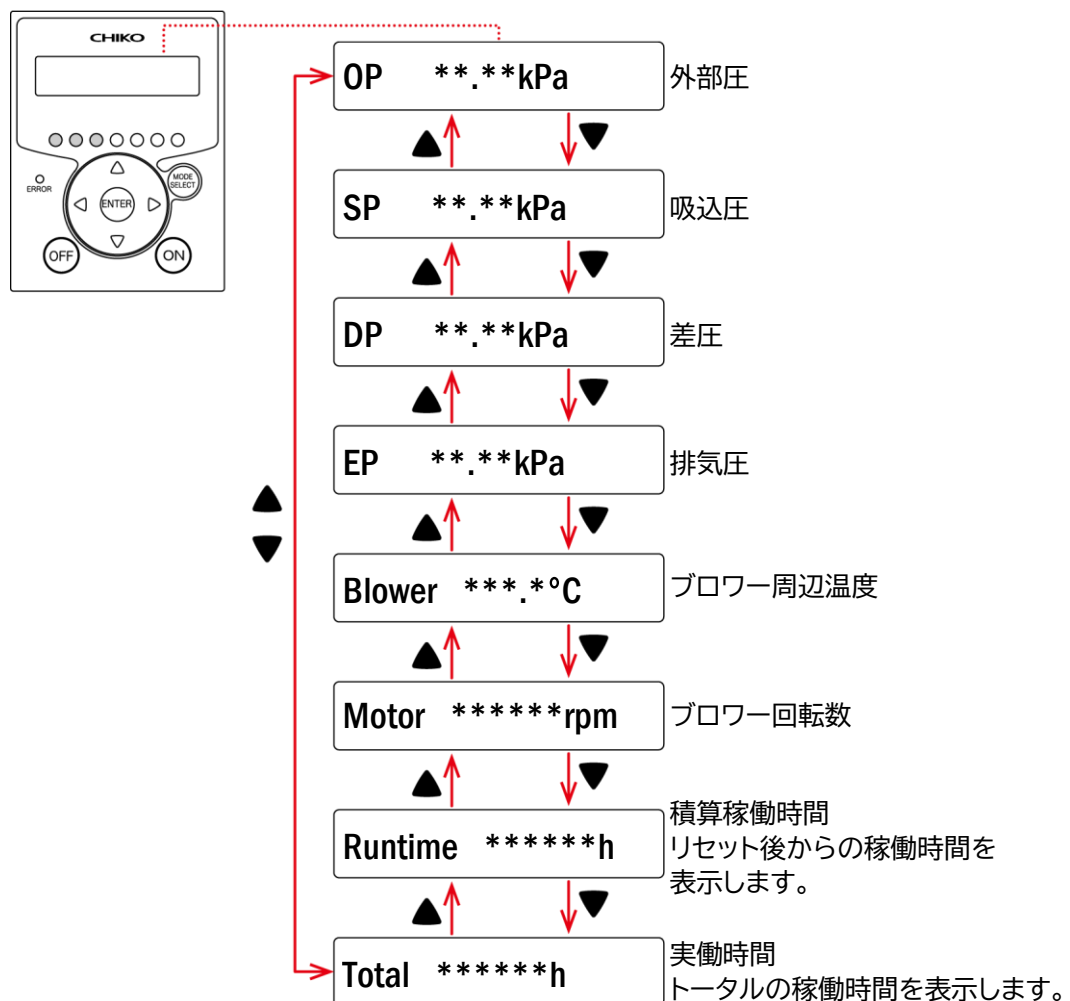 CHIKO
ERROR
MODE
SELECT
ENTER
OFF
ON
OP **.**kPa
外部圧
SP **.**kPa
吸込圧
DP **.**kPa
差圧
EP **.**kPa
排気圧
Blower ***.*°C
ブロワー周辺温度
Motor ******rpm
ブロワー回転数
Runtime ******h
積算稼働時間
リセット後からの稼働時間を
表示します。
Total ******h
実働時間
トータルの稼働時間を表示します。